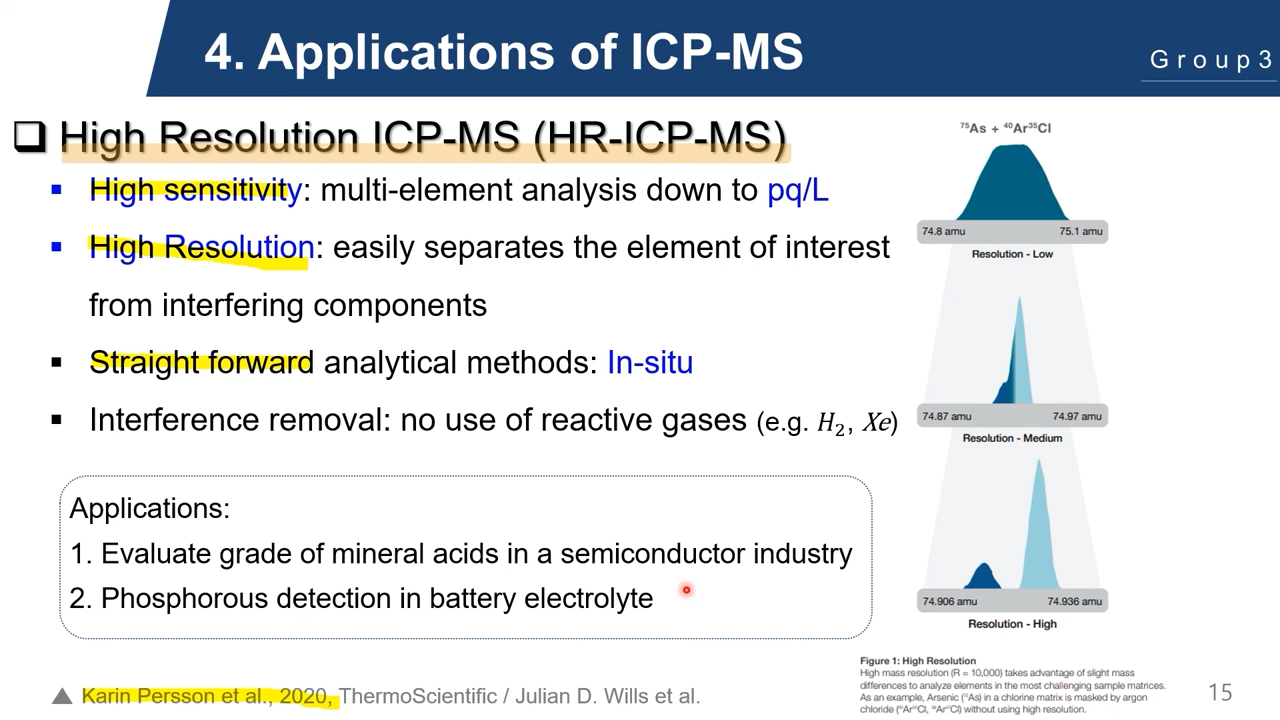 4. Applications of ICP-MS
Group3
High Resolution ICP-MS (HR-ICP-MS)
High sensitivity: multi-element analysis down to pq/L
High Resolution: easily separates the element of interest
from interfering components
Straight forward analytical methods: In-situ
Interference removal: no use of reactive gases (e.g. H₂, Xe)
Applications:
1. Evaluate grade of mineral acids in a semiconductor industry
2. Phosphorous detection in battery electrolyte
Karin Persson et al., 2020, ThermoScientific / Julian D. Wills et al.
⁷⁵As + ⁴⁰Ar³⁵Cl
74.8 amu 75.1 amu
Resolution - Low
74.87 amu 74.97 amu
Resolution - Medium
74.906 amu 74.936 amu
Resolution - High
Figure 1: High Resolution
High mass resolution (R = 10,000) takes advantage of slight mass
differences to analyze elements in the most challenging sample matrices.
As an example, Arsenic (⁷⁵As) in a chlorine matrix is masked by argon
chloride (Ar Cl, Ar Cl) without using high resolution.
15